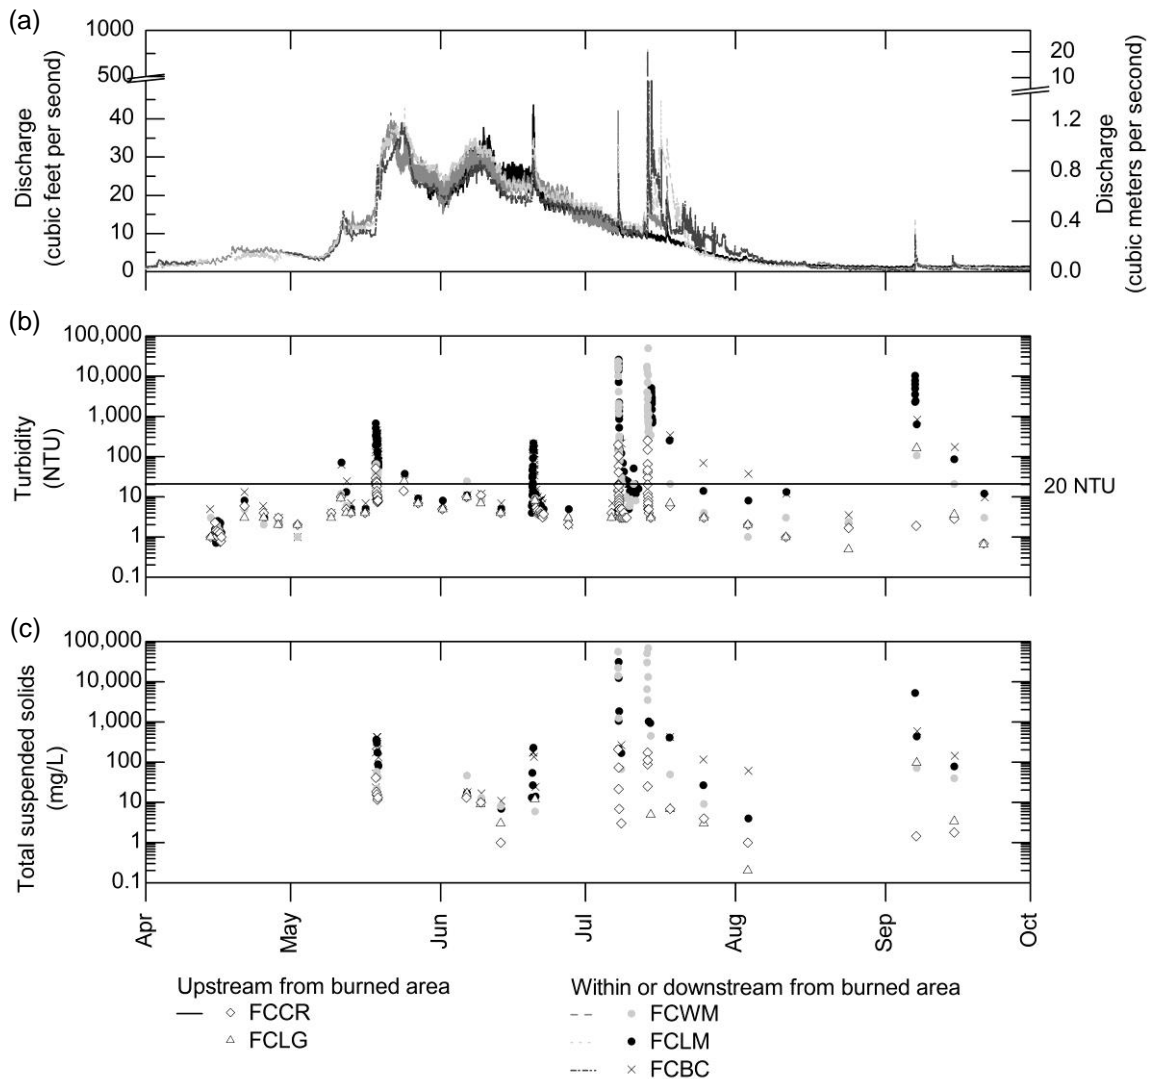 (a)
1000
500
40
30
20
10
0
Discharge
(cubic feet per seond)
20
10
1.2
0.8
0.4
0.0
Discharge
(cubic meters per second)
(b)
100,000
10,000
1,000
100
10
1
0.1
Turbidity
(NTU)
20 NTU
(c)
100,000
10,000
1,000
100
10
1
0.1
Total suspended solids
(mg/L)
Apr May Jun Jul Aug Sep Oct
Upstream from burned area
FCCR
FCLG
Within or downstream from burned area
FCWM
FCLM
FCBC